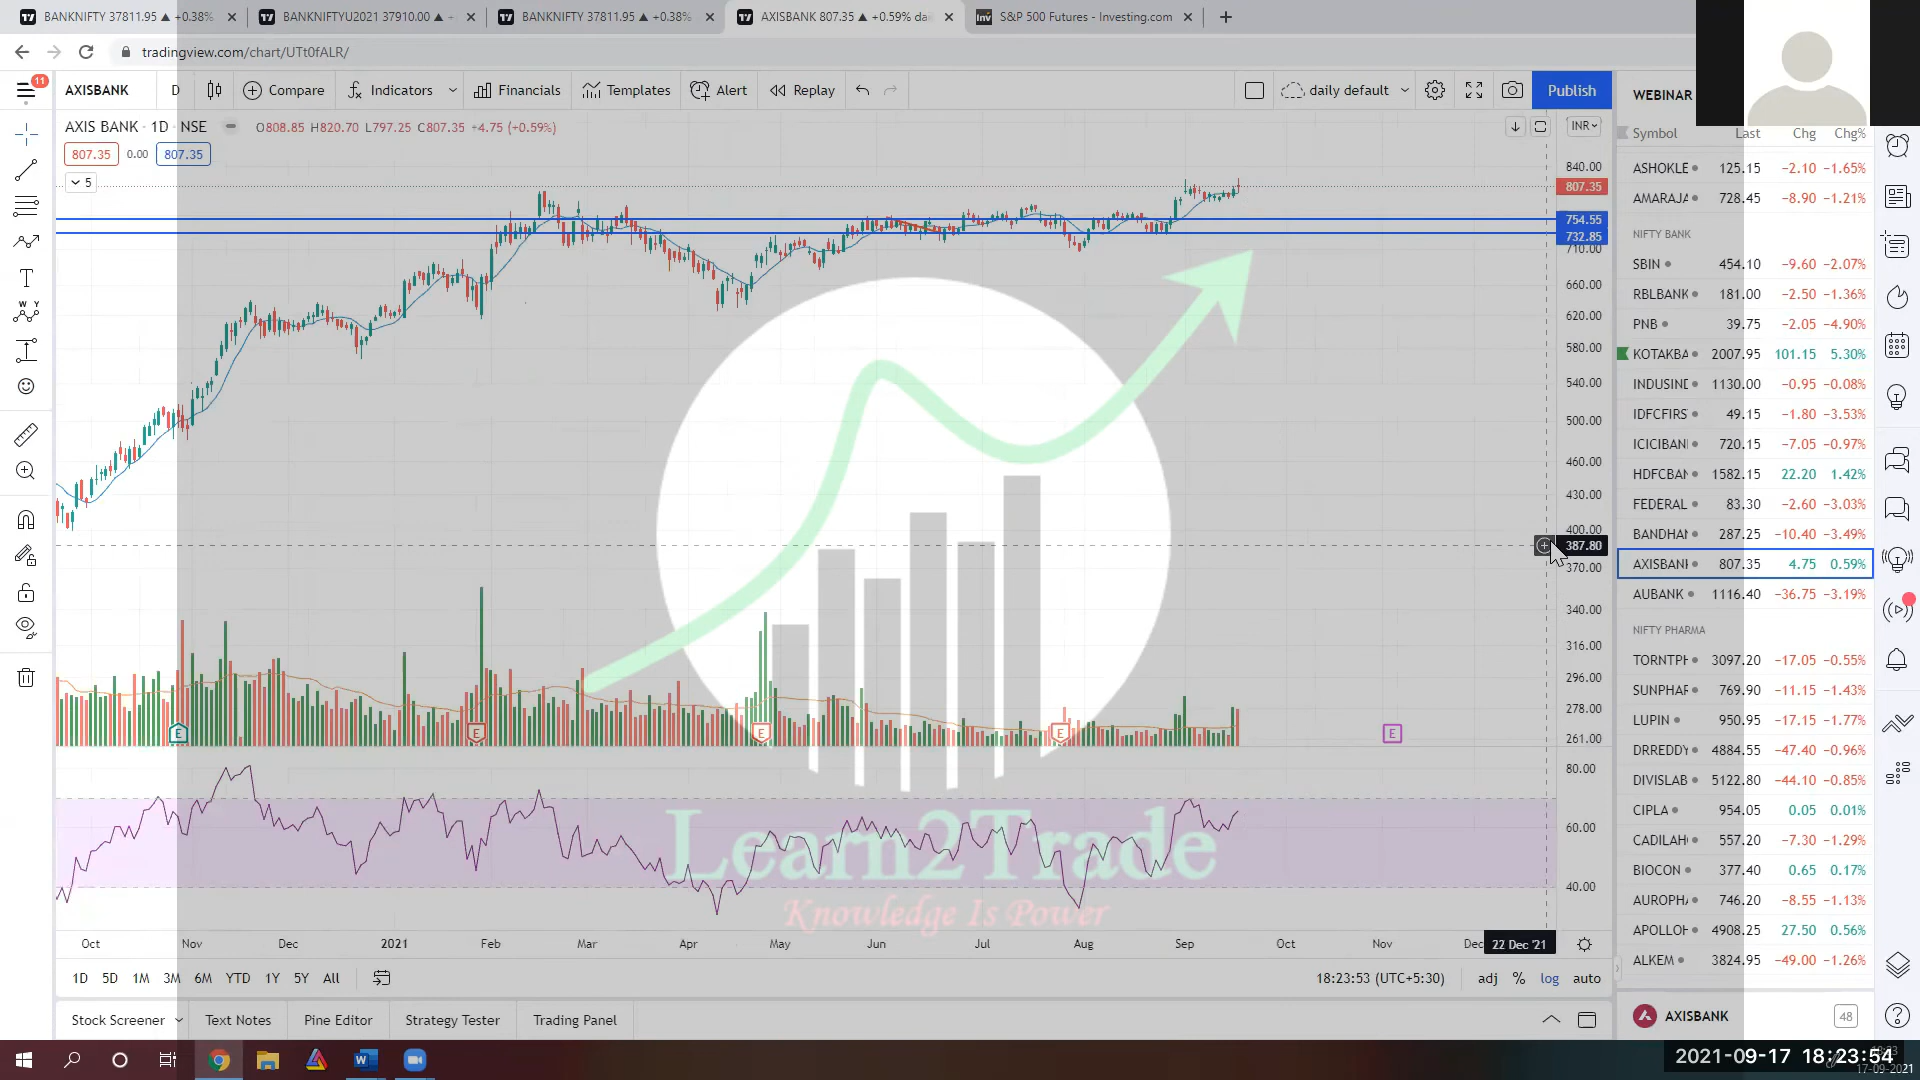 BANKNIFTY 37811.95 ▲ +0.38%
BANKNIFTYU2021 37910.00 ▲ +
BANKNIFTY 37811.95 ▲ +0.38%
AXISBANK 807.35 ▲ +0.59% dai
S&P 500 Futures - Investing.com
tradingview.com/chart/UTt0fALR/
11
AXISBANK D Compare Indicators Financials Templates Alert Replay daily default Publish
AXIS BANK · 1D · NSE O808.85 H820.70 L797.25 C807.35 +4.75 (+0.59%)
INR
807.35 0.00 807.35
5
840.00
807.35
754.55
732.85
710.00
660.00
620.00
580.00
540.00
500.00
460.00
430.00
400.00
387.80
370.00
340.00
316.00
296.00
278.00
261.00
80.00
60.00
40.00
E E E E E
Learn2Trade
Knowledge Is Power
Oct Nov Dec 2021 Feb Mar Apr May Jun Jul Aug Sep Oct Nov Dec 22 Dec '21
1D 5D 1M 3M 6M YTD 1Y 5Y All 18:23:53 (UTC+5:30) adj % log auto
Stock Screener Text Notes Pine Editor Strategy Tester Trading Panel
WEBINAR
Symbol Last Chg Chg%
ASHOKLE 125.15 −2.10 −1.65%
AMARAJA 728.45 −8.90 −1.21%
NIFTY BANK
SBIN 454.10 −9.60 −2.07%
RBLBANK 181.00 −2.50 −1.36%
PNB 39.75 −2.05 −4.90%
KOTAKBA 2007.95 101.15 5.30%
INDUSIND 1130.00 −0.95 −0.08%
IDFCFIRS 49.15 −1.80 −3.53%
ICICIBANK 720.15 −7.05 −0.97%
HDFCBAN 1582.15 22.20 1.42%
FEDERAL 83.30 −2.60 −3.03%
BANDHAN 287.25 −10.40 −3.49%
AXISBANK 807.35 4.75 0.59%
AUBANK 1116.40 −36.75 −3.19%
NIFTY PHARMA
TORNTPH 3097.20 −17.05 −0.55%
SUNPHAR 769.90 −11.15 −1.43%
LUPIN 950.95 −17.15 −1.77%
DRREDDY 4884.55 −47.40 −0.96%
DIVISLAB 5122.80 −44.10 −0.85%
CIPLA 954.05 0.05 0.01%
CADILAH 557.20 −7.30 −1.29%
BIOCON 377.40 0.65 0.17%
AUROPHA 746.20 −8.55 −1.13%
APOLLOH 4908.25 27.50 0.56%
ALKEM 3824.95 −49.00 −1.26%
AXISBANK 48
2021-09-17 18:23:54
17-09-2021